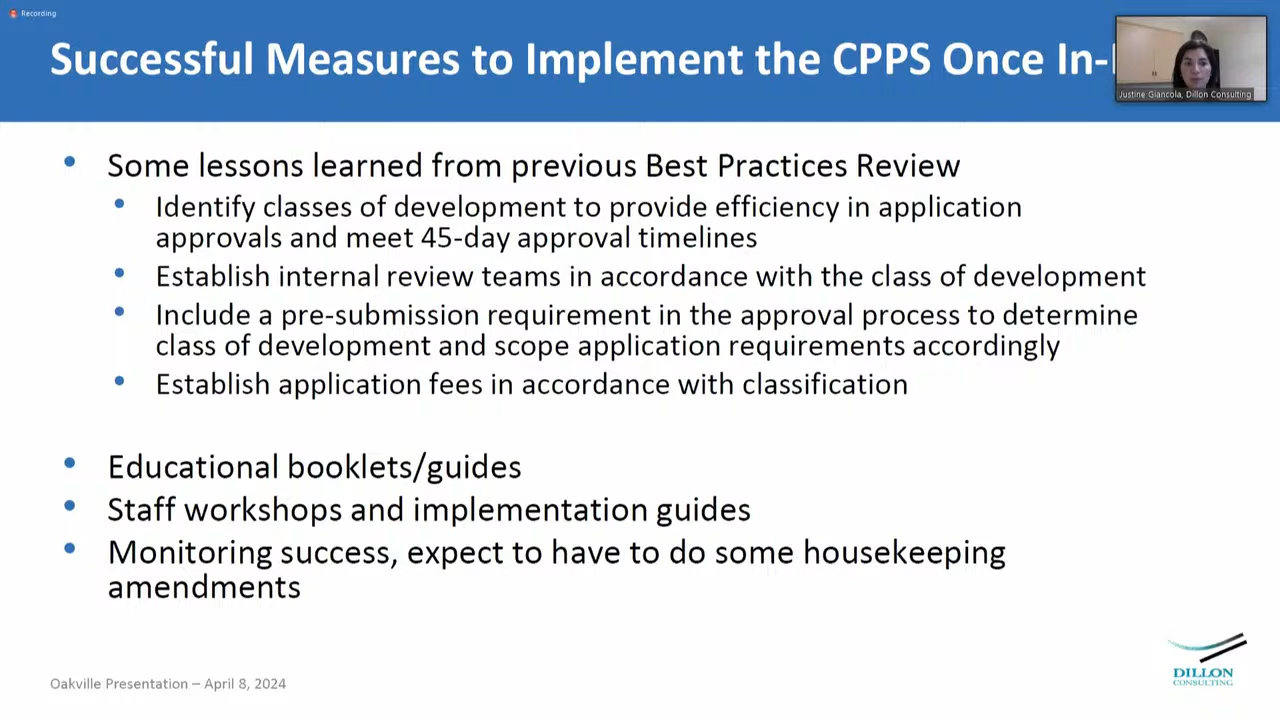 Recording
Successful Measures to Implement the CPPS Once In-
Justine Giancola, Dillon Consulting
• Some lessons learned from previous Best Practices Review
• Identify classes of development to provide efficiency in application
approvals and meet 45-day approval timelines
• Establish internal review teams in accordance with the class of development
• Include a pre-submission requirement in the approval process to determine
class of development and scope application requirements accordingly
• Establish application fees in accordance with classification
• Educational booklets/guides
• Staff workshops and implementation guides
• Monitoring success, expect to have to do some housekeeping
amendments
Oakville Presentation – April 8, 2024
DILLON
CONSULTING